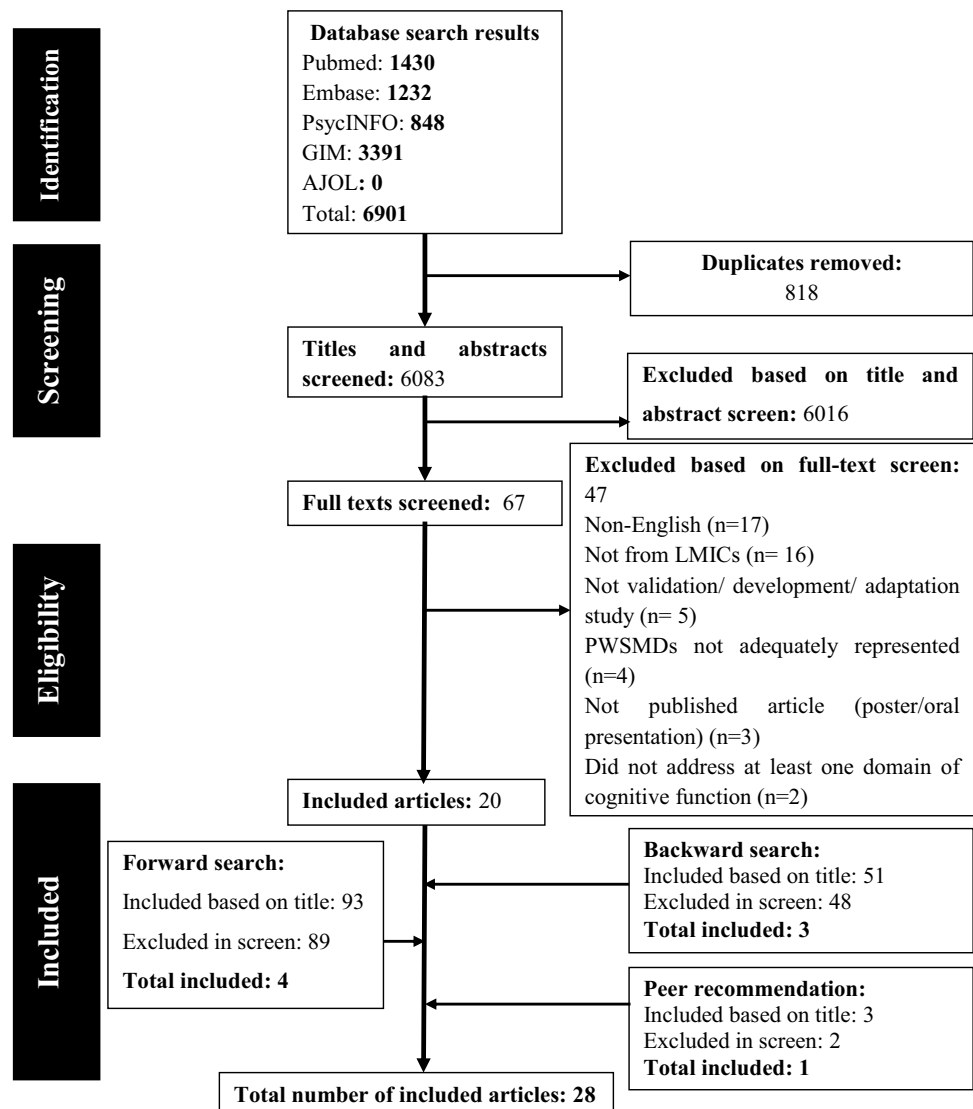 Identification
Database search results
Pubmed: 1430
Embase: 1232
PsycINFO: 848
GIM: 3391
AJOL: 0
Total: 6901
Screening
Duplicates removed:
818
Titles and abstracts
screened: 6083
Excluded based on title and
abstract screen: 6016
Full texts screened: 67
Eligibility
Excluded based on full-text screen:
47
Non-English (n=17)
Not from LMICs (n= 16)
Not validation/ development/ adaptation
study (n= 5)
PWSMDs not adequately represented
(n=4)
Not published article (poster/oral
presentation) (n=3)
Did not address at least one domain of
cognitive function (n=2)
Included articles: 20
Included
Forward search:
Included based on title: 93
Excluded in screen: 89
Total included: 4
Backward search:
Included based on title: 51
Excluded in screen: 48
Total included: 3
Peer recommendation:
Included based on title: 3
Excluded in screen: 2
Total included: 1
Total number of included articles: 28